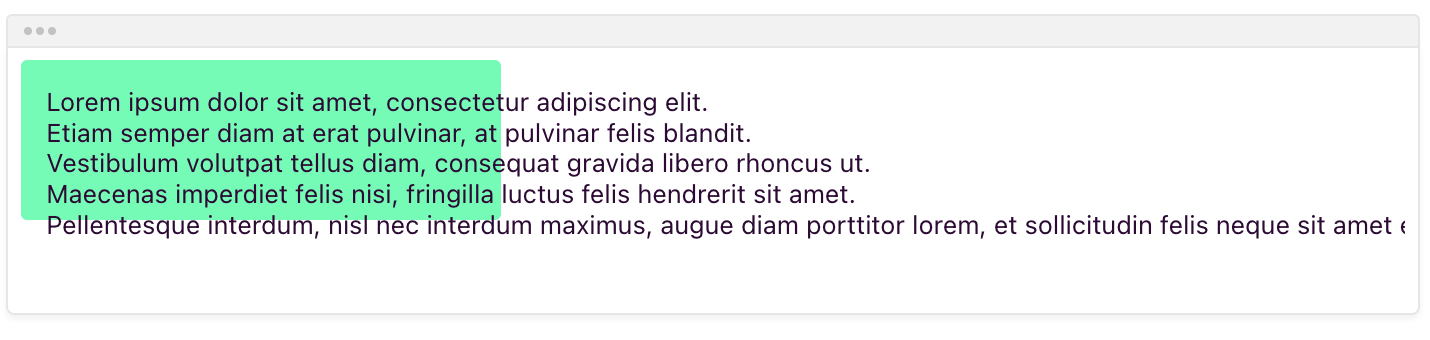 Lorem ipsum dolor sit amet, consectetur adipiscing elit.
Etiam semper diam at erat pulvinar, at pulvinar felis blandit.
Vestibulum volutpat tellus diam, consequat gravida libero rhoncus ut.
Maecenas imperdiet felis nisi, fringilla luctus felis hendrerit sit amet.
Pellentesque interdum, nisl nec interdum maximus, augue diam porttitor lorem, et sollicitudin felis neque sit amet